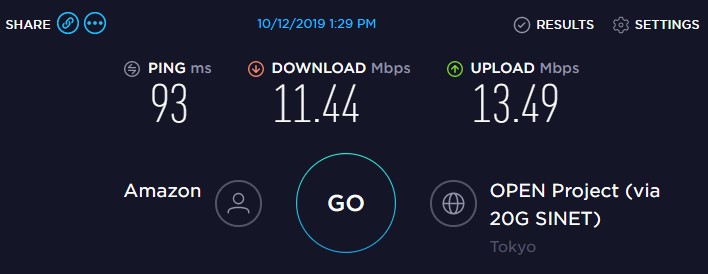 SHARE 10/12/2019 1:29 PM RESULTS SETTINGS
PING ms DOWNLOAD Mbps UPLOAD Mbps
93 11.44 13.49
Amazon GO OPEN Project (via
20G SINET)
Tokyo